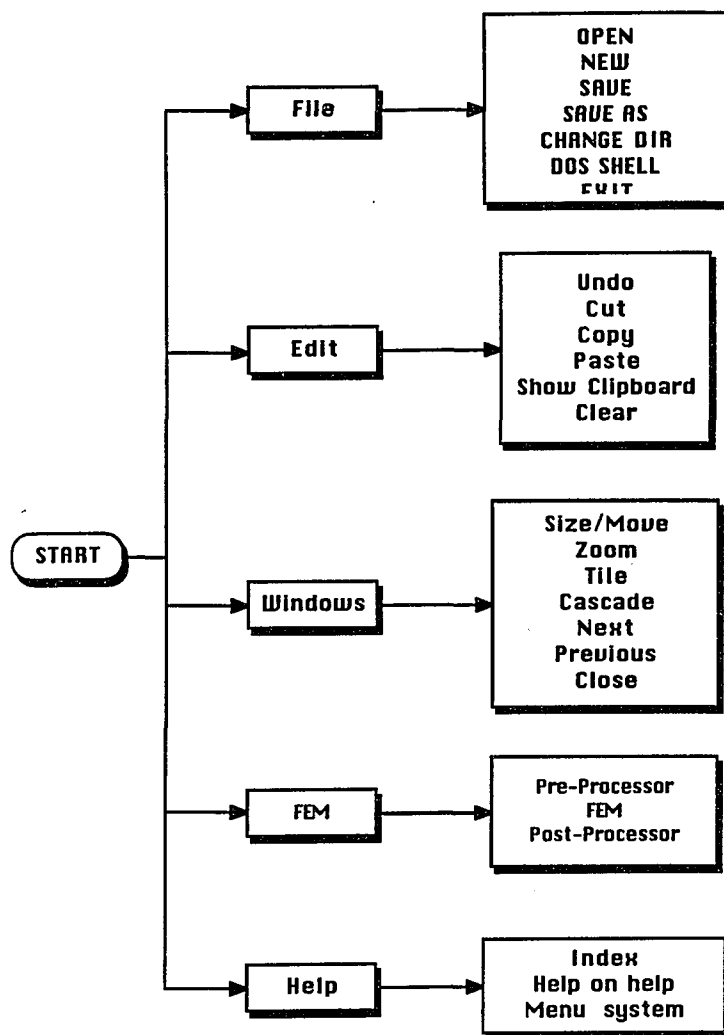 START
File
OPEN
NEW
SAVE
SAVE AS
CHANGE DIR
DOS SHELL
EXIT
Edit
Undo
Cut
Copy
Paste
Show Clipboard
Clear
Windows
Size/Move
Zoom
Tile
Cascade
Next
Previous
Close
FEM
Pre-Processor
FEM
Post-Processor
Help
Index
Help on help
Menu system